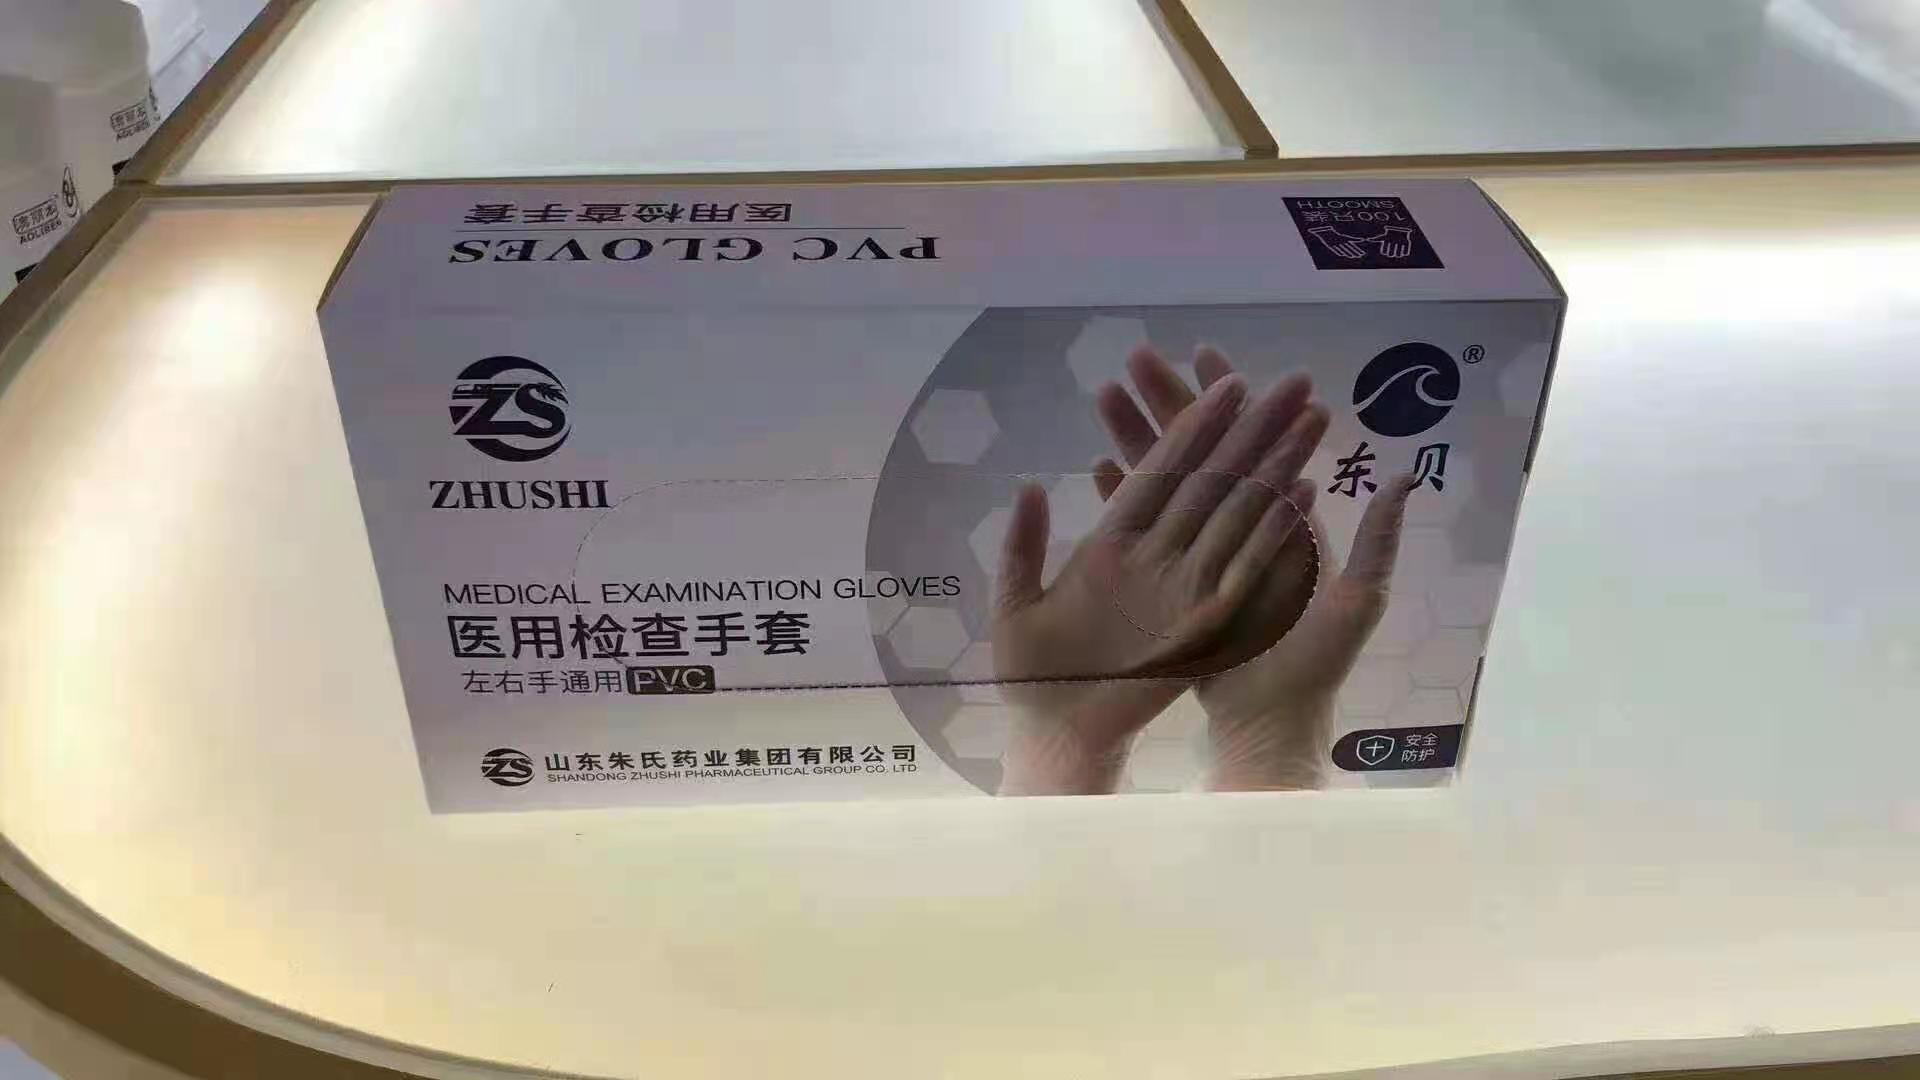 PVC GLOVES
医用检查手套
100只装
SMOOTH
ZS
ZHUSHI
®
东贝
MEDICAL EXAMINATION GLOVES
医用检查手套
左右手通用 PVC
ZS 山东朱氏药业集团有限公司
SHANDONG ZHUSHI PHARMACEUTICAL GROUP CO. LTD
安全
防护